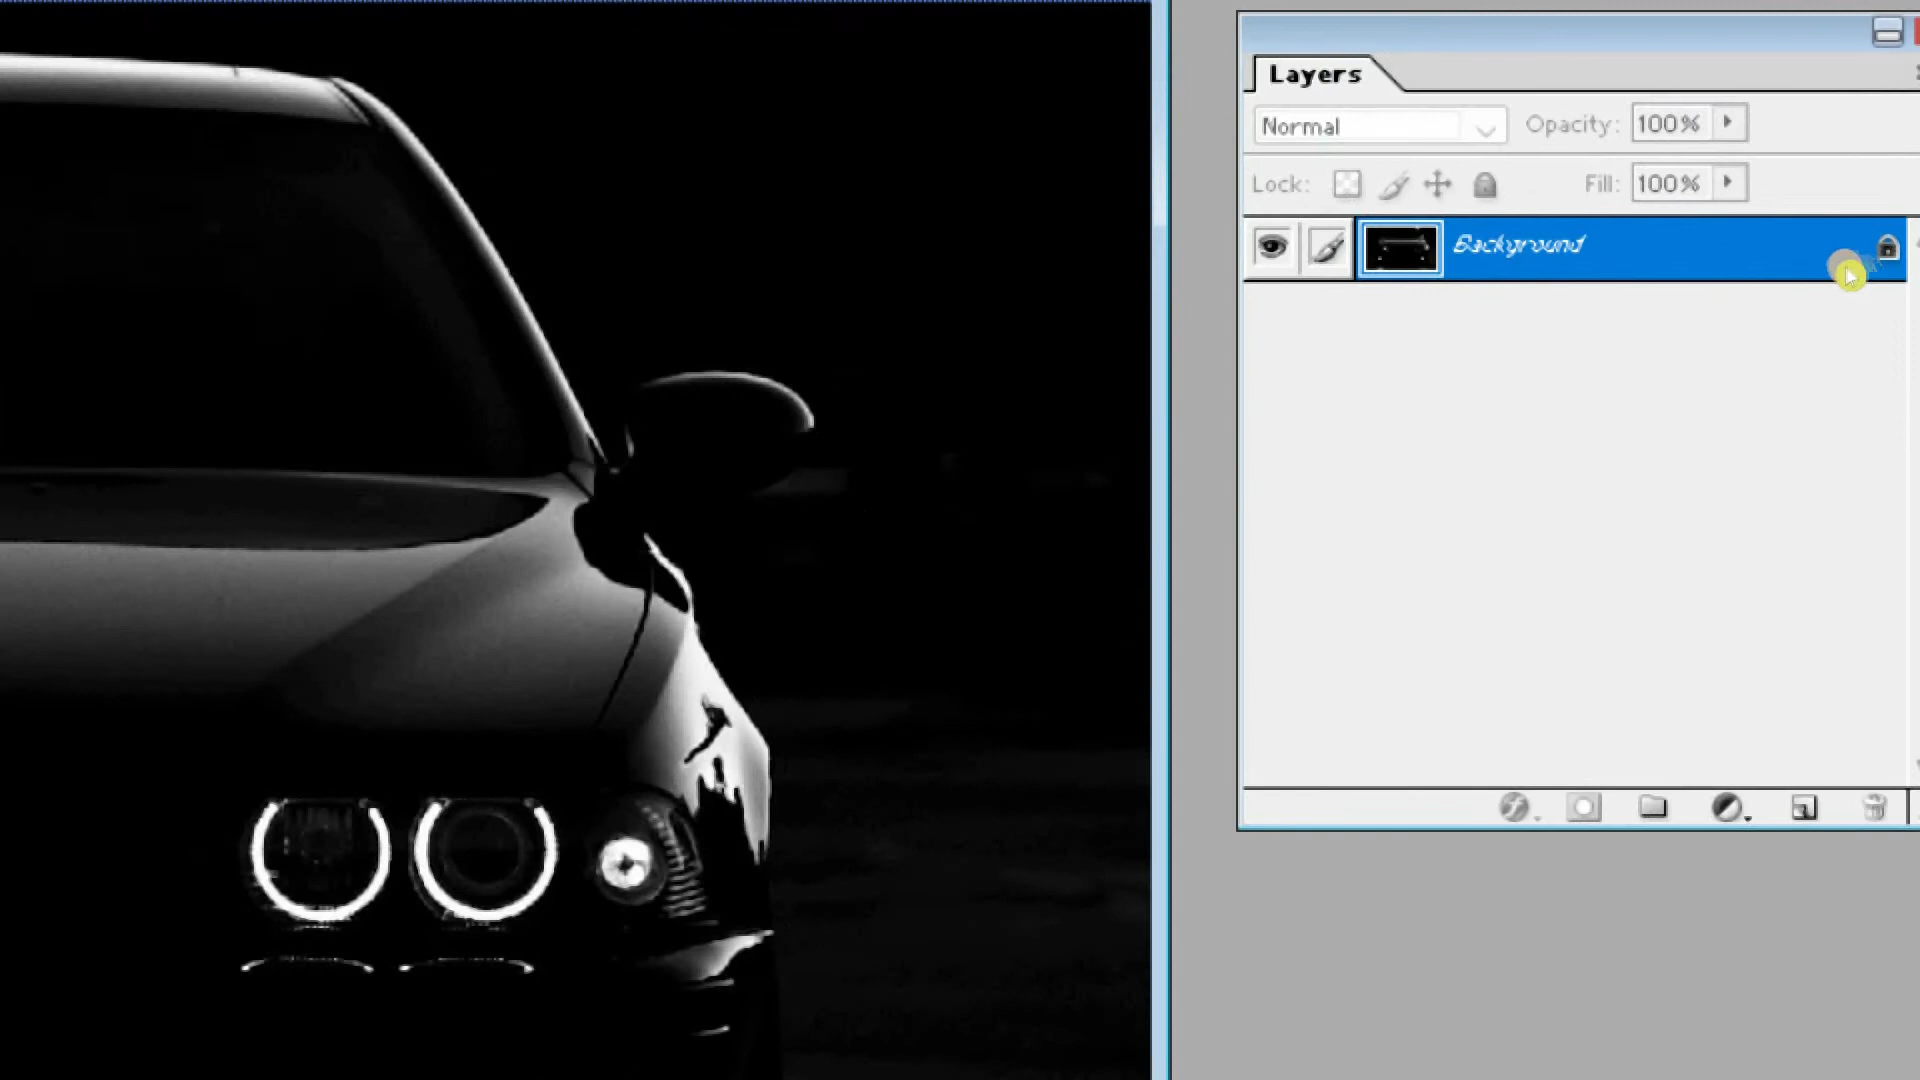 Layers
Normal
Opacity: 100%
Lock:
Fill: 100%
Background